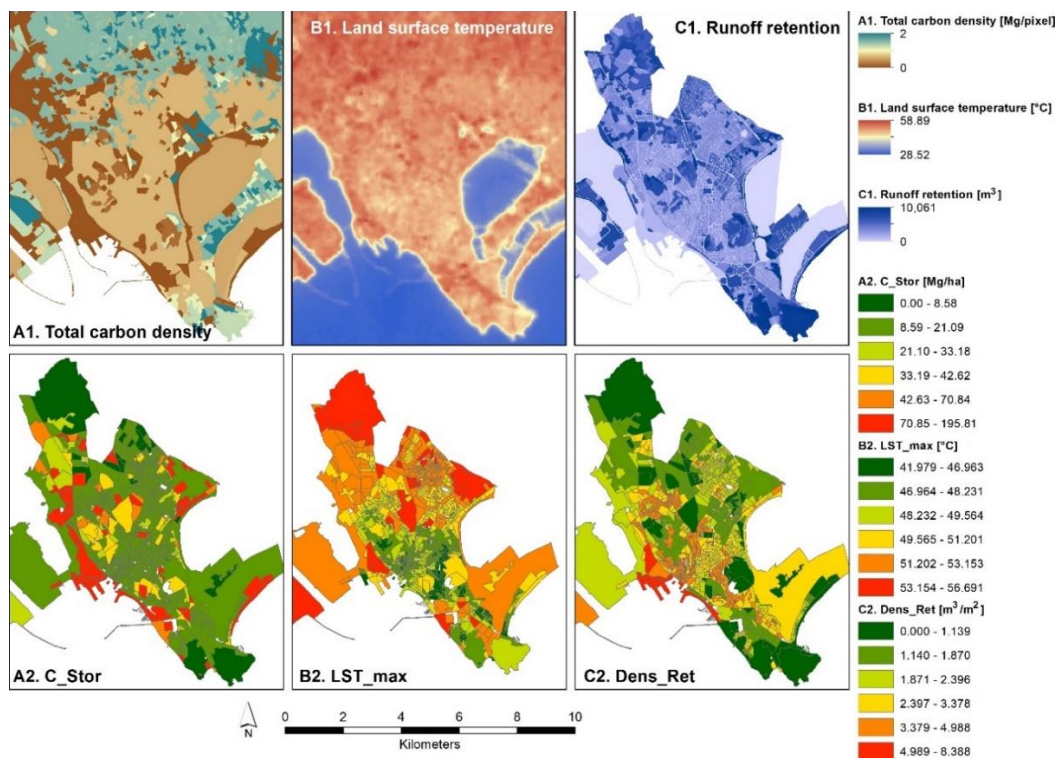 B1. Land surface temperature
C1. Runoff retention
A1. Total carbon density
A2. C_Stor
B2. LST_max
C2. Dens_Ret
N
0 2 4 6 8 10
Kilometers
A1. Total carbon density [Mg/pixel]
2
0
B1. Land surface temperature [°C]
58.89
28.52
C1. Runoff retention [m³]
10,061
0
A2. C_Stor [Mg/ha]
0.00 - 8.58
8.59 - 21.09
21.10 - 33.18
33.19 - 42.62
42.63 - 70.84
70.85 - 195.81
B2. LST_max [°C]
41.979 - 46.963
46.964 - 48.231
48.232 - 49.564
49.565 - 51.201
51.202 - 53.153
53.154 - 56.691
C2. Dens_Ret [m³/m²]
0.000 - 1.139
1.140 - 1.870
1.871 - 2.396
2.397 - 3.378
3.379 - 4.988
4.989 - 8.388